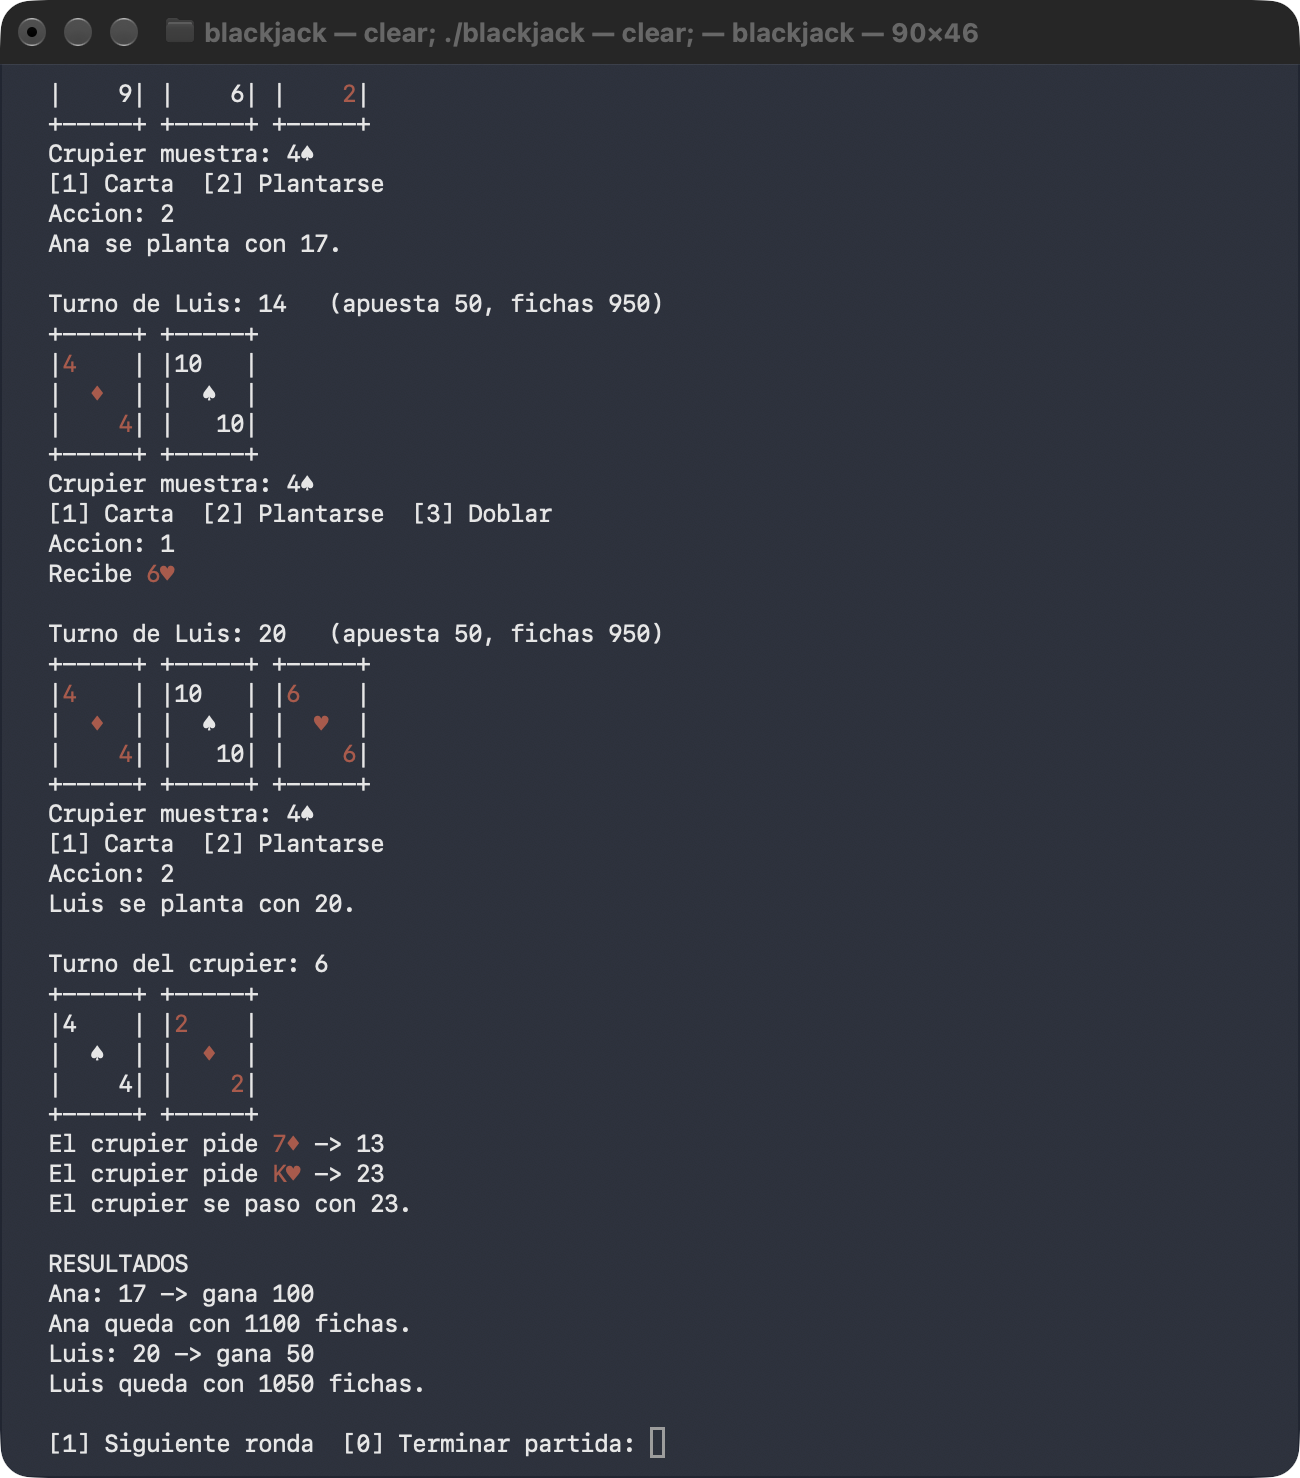 blackjack — clear; ./blackjack — clear; — blackjack — 90×46
|    9| |    6| |    2|
+-----+ +-----+ +-----+
Crupier muestra: 4♠
[1] Carta  [2] Plantarse
Accion: 2
Ana se planta con 17.

Turno de Luis: 14   (apuesta 50, fichas 950)
+-----+ +-----+
|4    | |10   |
|  ♦  | |  ♠  |
|    4| |   10|
+-----+ +-----+
Crupier muestra: 4♠
[1] Carta  [2] Plantarse  [3] Doblar
Accion: 1
Recibe 6♥

Turno de Luis: 20   (apuesta 50, fichas 950)
+-----+ +-----+ +-----+
|4    | |10   | |6    |
|  ♦  | |  ♠  | |  ♥  |
|    4| |   10| |    6|
+-----+ +-----+ +-----+
Crupier muestra: 4♠
[1] Carta  [2] Plantarse
Accion: 2
Luis se planta con 20.

Turno del crupier: 6
+-----+ +-----+
|4    | |2    |
|  ♠  | |  ♦  |
|    4| |    2|
+-----+ +-----+
El crupier pide 7♦ -> 13
El crupier pide K♥ -> 23
El crupier se paso con 23.

RESULTADOS
Ana: 17 -> gana 100
Ana queda con 1100 fichas.
Luis: 20 -> gana 50
Luis queda con 1050 fichas.

[1] Siguiente ronda  [0] Terminar partida: